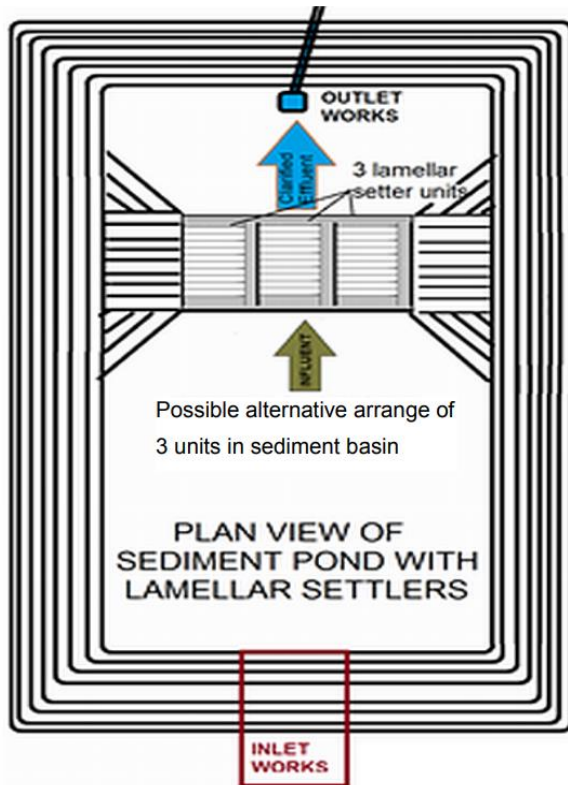 OUTLET
WORKS
Clarified
Effluent
3 lamellar
setter units
INFLUENT
Possible alternative arrange of
3 units in sediment basin
PLAN VIEW OF
SEDIMENT POND WITH
LAMELLAR SETTLERS
INLET
WORKS